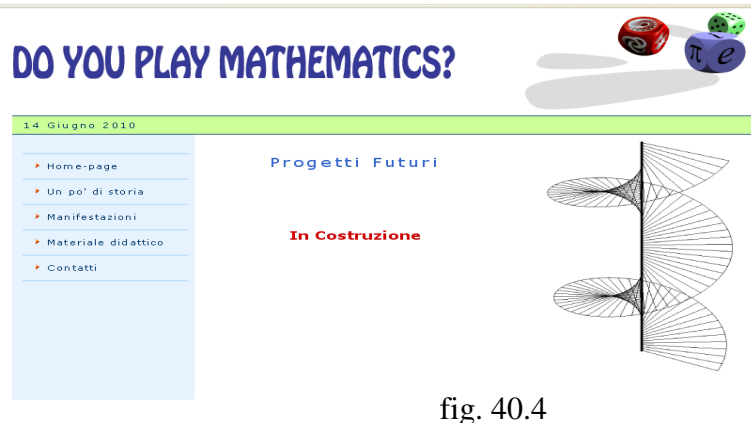 DO YOU PLAY MATHEMATICS?
π e
14 Giugno 2010
Home-page
Un po' di storia
Manifestazioni
Materiale didattico
Contatti
Progetti Futuri
In Costruzione
fig. 40.4